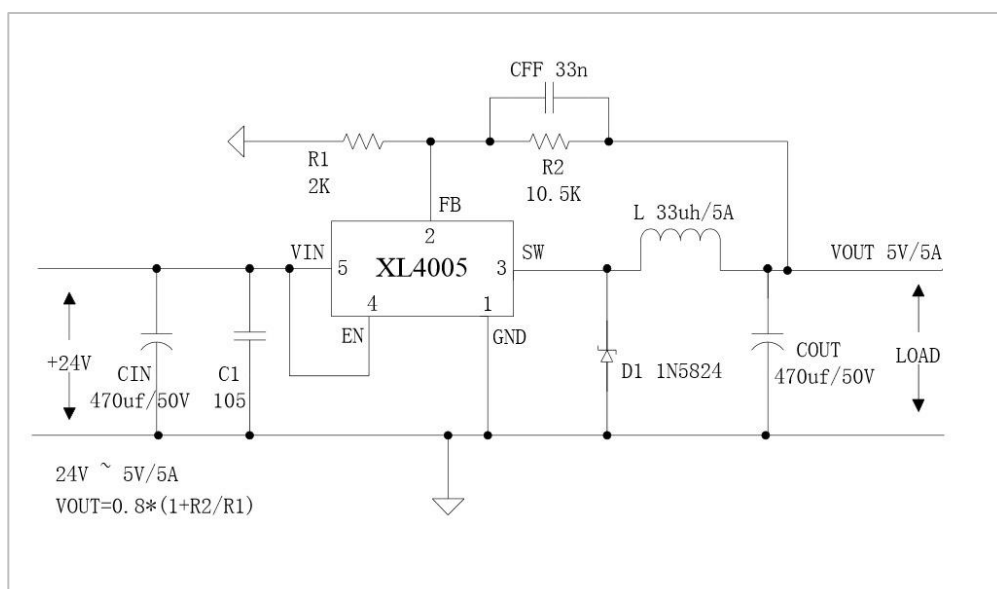 CFF 33n
R1
2K
R2
10.5K
FB
L 33uh/5A
2
VIN
5
XL4005
3
SW
VOUT 5V/5A
4
1
EN
GND
+24V
CIN
470uf/50V
C1
105
D1 1N5824
COUT
470uf/50V
LOAD
24V ~ 5V/5A
VOUT=0.8*(1+R2/R1)